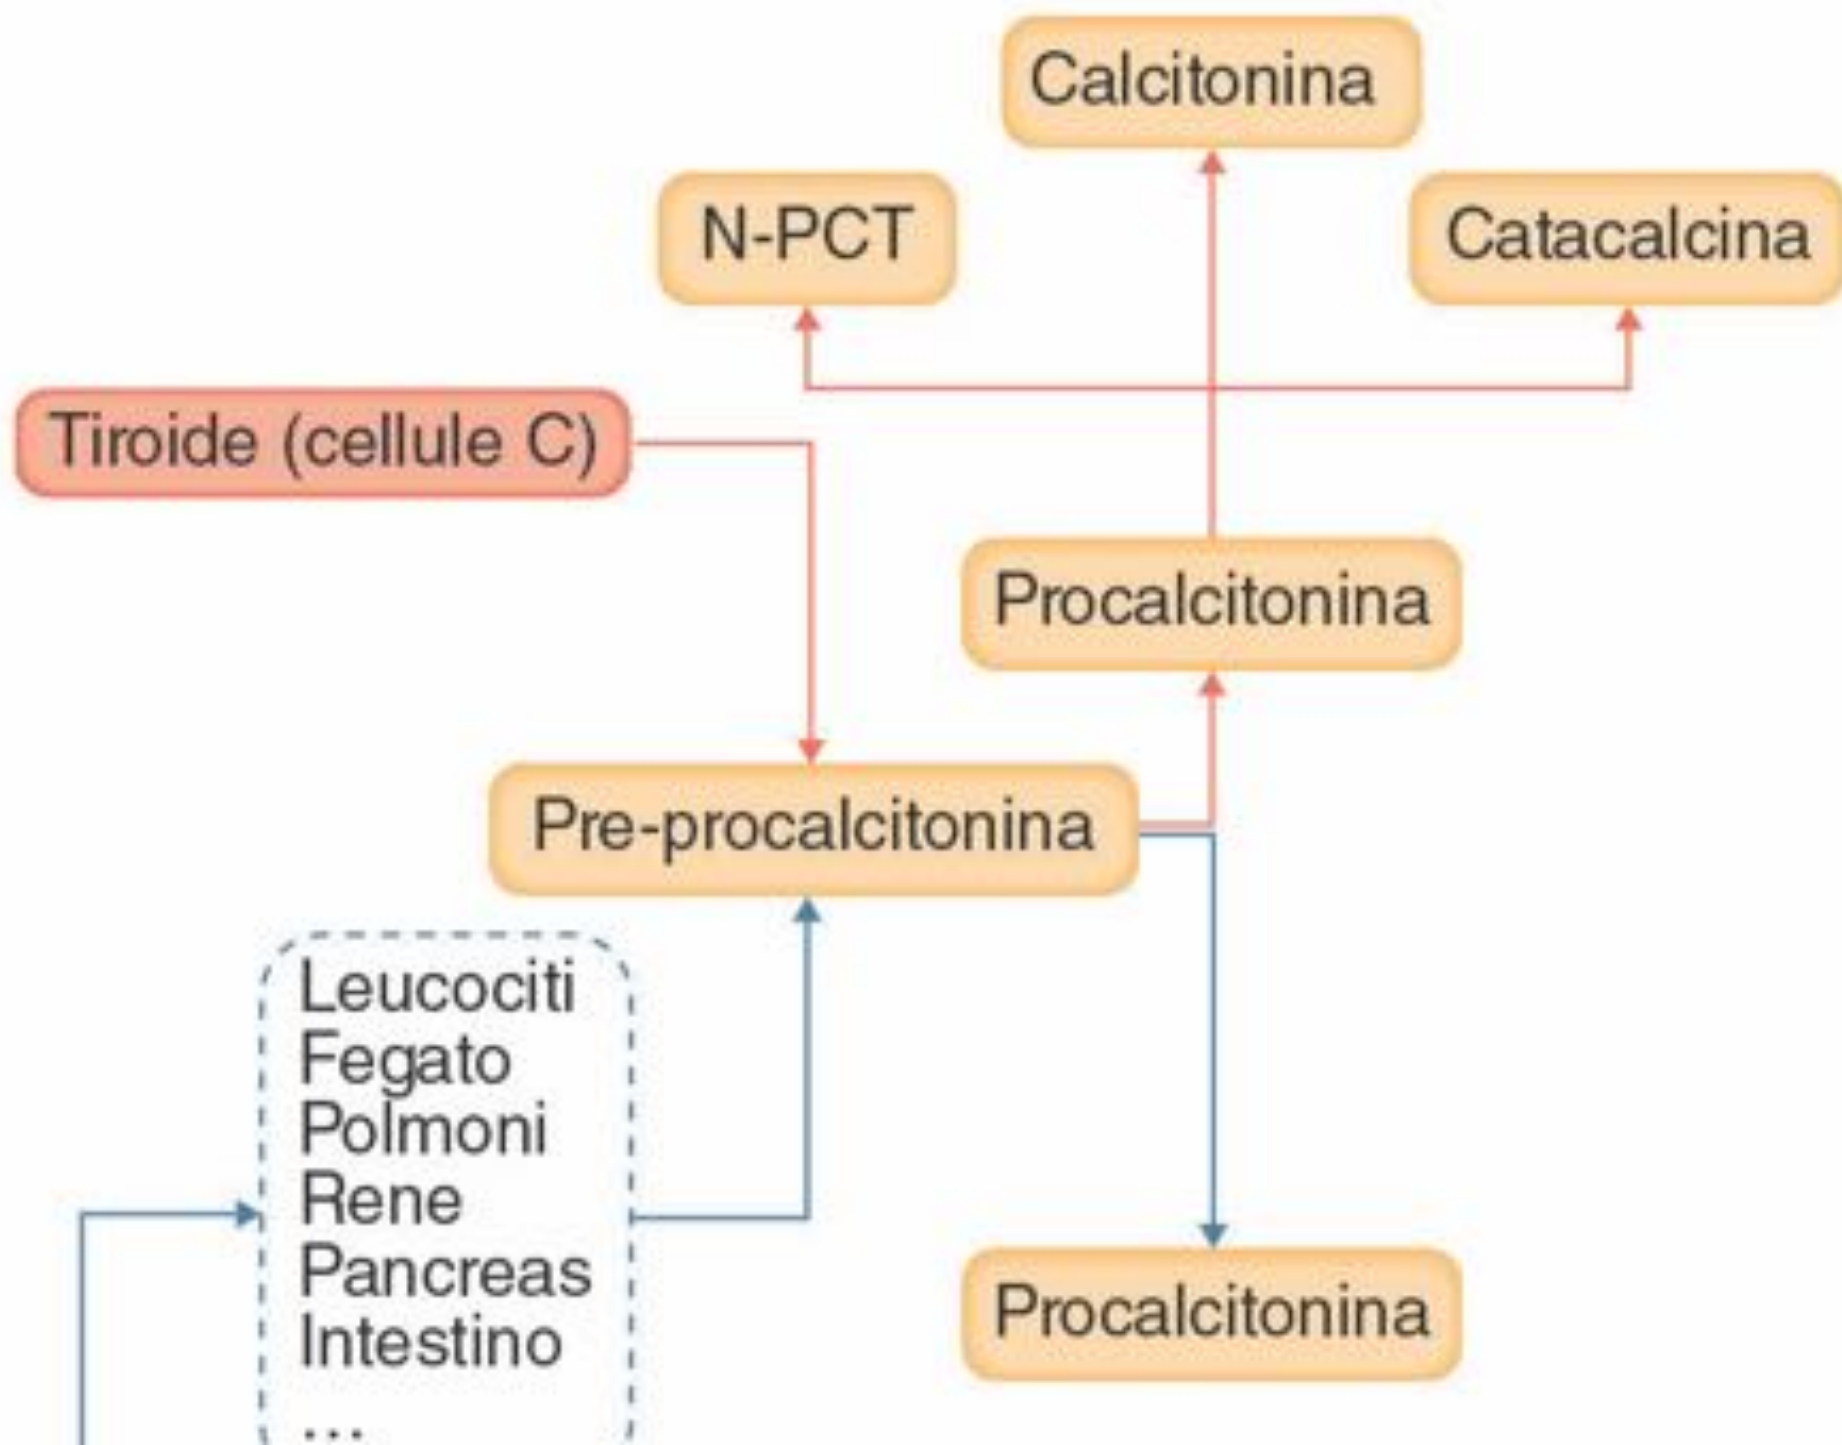 Calcitonina
N-PCT
Catacalcina
Tiroide (cellule C)
Procalcitonina
Pre-procalcitonina
Leucociti
Fegato
Polmoni
Rene
Pancreas
Intestino
...
Procalcitonina